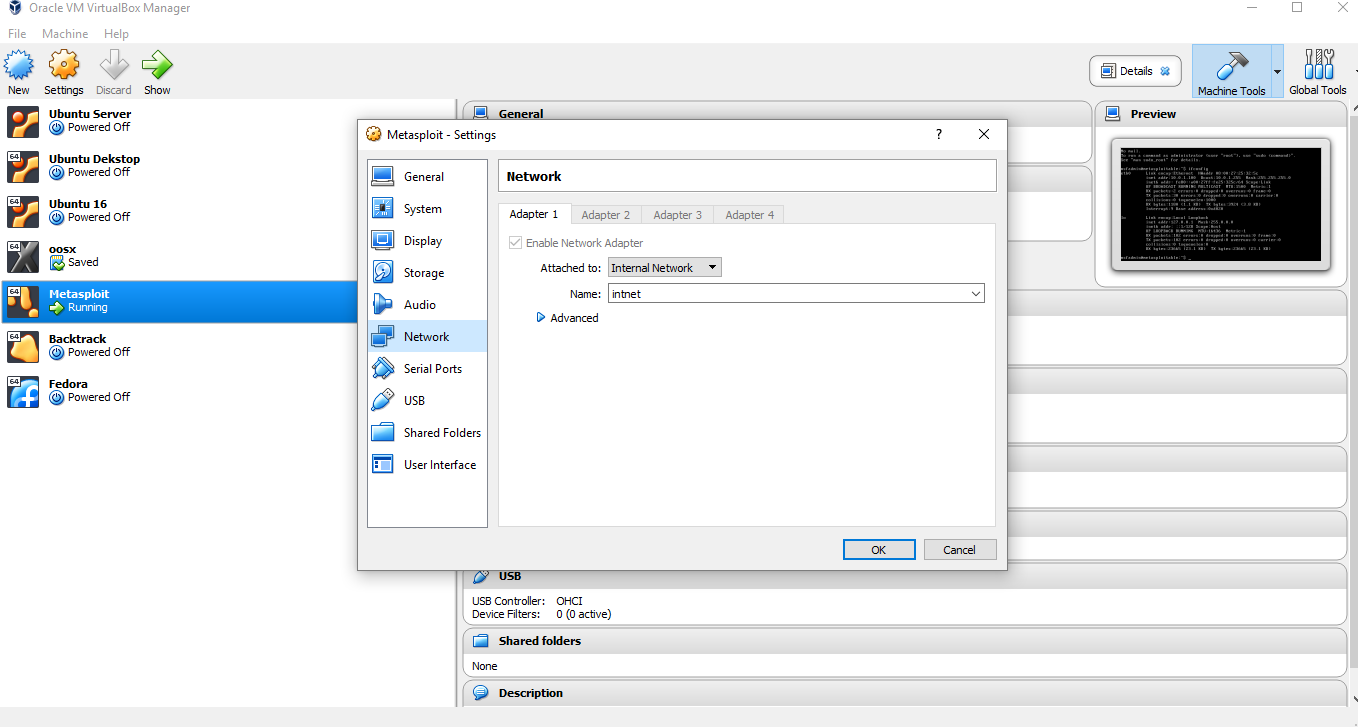 Oracle VM VirtualBox Manager
File Machine Help
New Settings Discard Show
Details
Machine Tools
Global Tools
Ubuntu Server
Powered Off
64
Ubuntu Dekstop
Powered Off
64
Ubuntu 16
Powered Off
64
oosx
Saved
64
Metasploit
Running
64
Backtrack
Powered Off
64
Fedora
Powered Off
General
Preview
Metasploit - Settings
?
General
System
Display
Storage
Audio
Network
Serial Ports
USB
Shared Folders
User Interface
Network
Adapter 1 Adapter 2 Adapter 3 Adapter 4
Enable Network Adapter
Attached to: Internal Network
Name: intnet
Advanced
OK Cancel
USB
USB Controller: OHCI
Device Filters: 0 (0 active)
Shared folders
None
Description